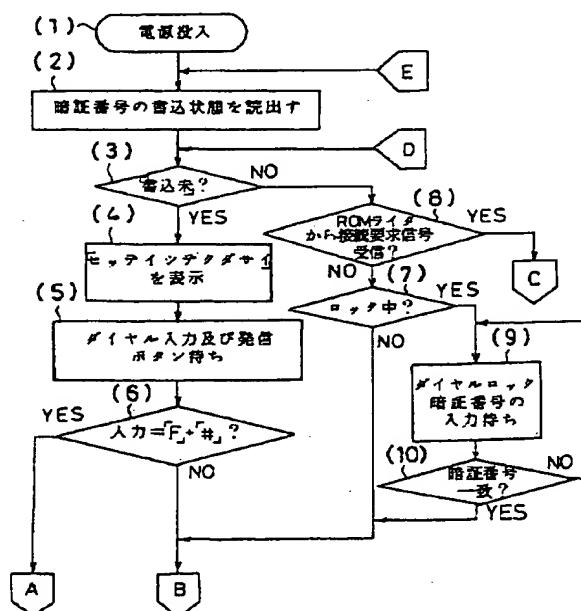 (1)
電源投入
(2)
E
暗証番号の書込状態を読出す
D
(3)
「書込未」?
NO
YES
(8)
ROMライタ
から接続要求信号
受信?
YES
NO
C
(4)
「セッテインデクダサイ」
を表示
(7)
ロック中?
YES
NO
(5)
ダイヤル入力及び発信
ボタン待ち
(9)
ダイヤルロック
暗証番号の
入力待ち
(6)
入力=「F」+「#」?
YES
NO
(10)
暗証番号
一致?
NO
YES
A
B